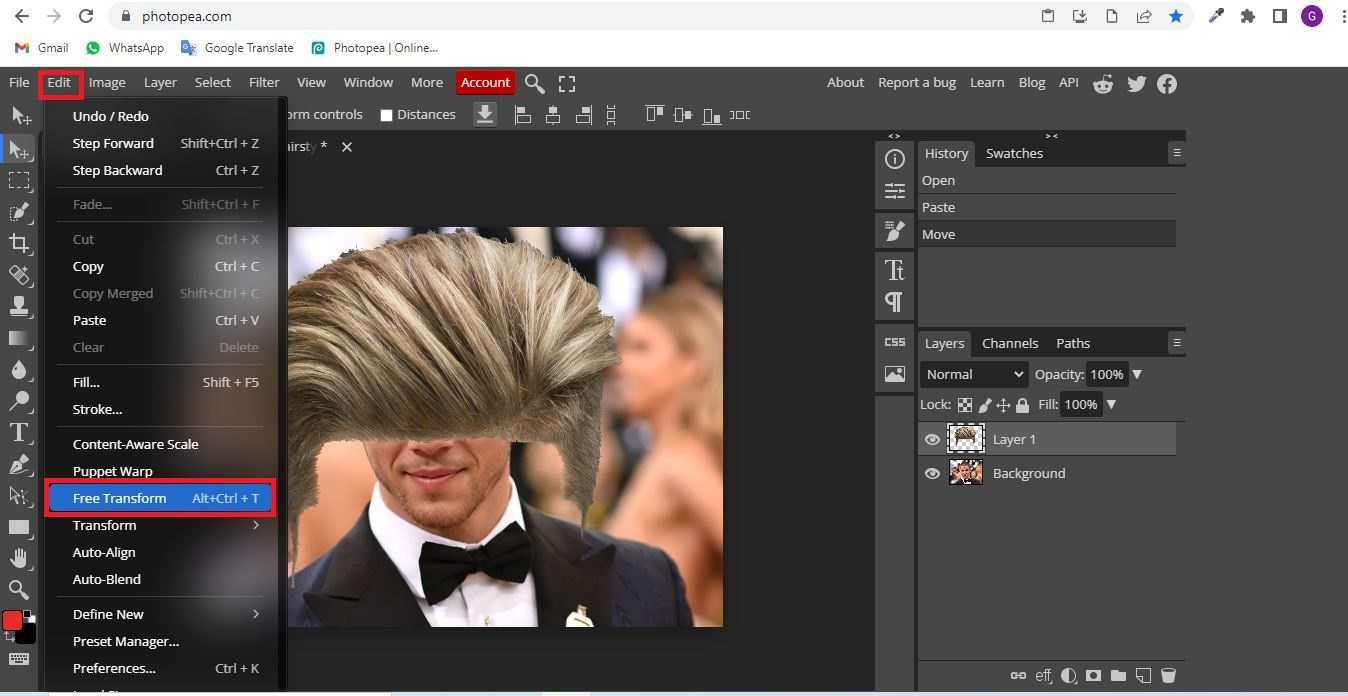 photopea.com
G
Gmail WhatsApp Google Translate Photopea | Online...
File Edit Image Layer Select Filter View Window More Account About Report a bug Learn Blog API
orm controls Distances
airsty *
Undo / Redo
Step Forward Shift+Ctrl + Z
Step Backward Ctrl + Z
Fade... Shift+Ctrl + F
Cut Ctrl + X
Copy Ctrl + C
Copy Merged Shift+Ctrl + C
Paste Ctrl + V
Clear Delete
Fill... Shift + F5
Stroke...
Content-Aware Scale
Puppet Warp
Free Transform Alt+Ctrl + T
Transform
Auto-Align
Auto-Blend
Define New
Preset Manager...
Preferences... Ctrl + K
CSS
History Swatches
Open
Paste
Move
Layers Channels Paths
Normal Opacity: 100%
Lock: Fill: 100%
Layer 1
Background
eff